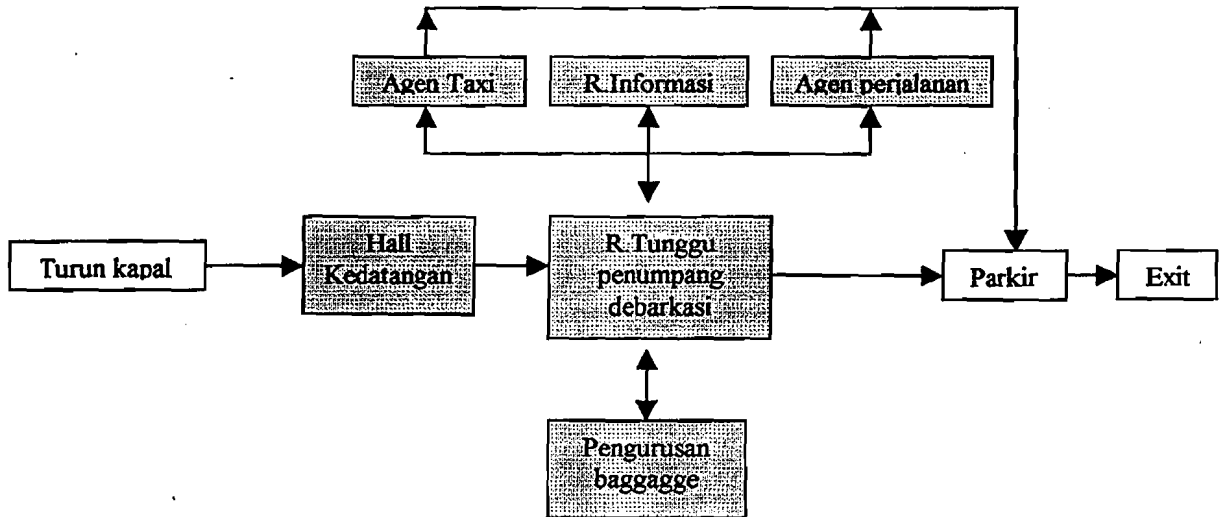 Agen Taxi
R.Informasi
Agen perjalanan
Turun kapal
Hall
Kedatangan
R.Tunggu
penumpang
debarkasi
Parkir
Exit
Pengurusan
baggagge